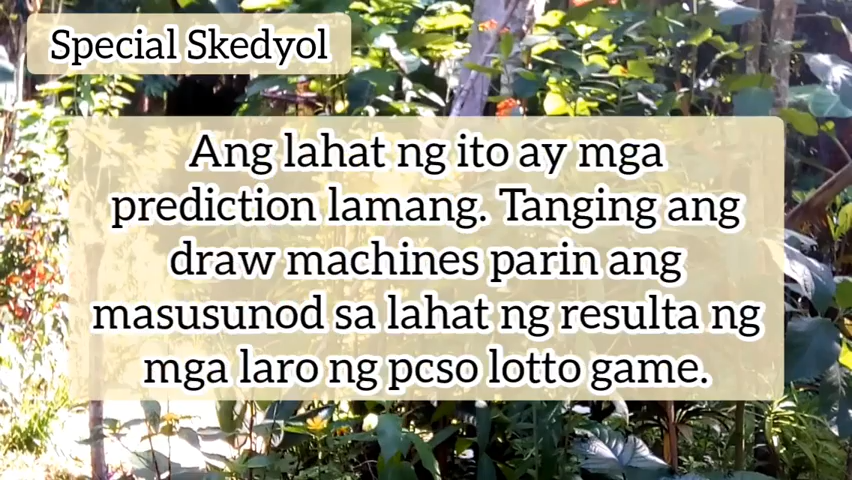 Special Skedyol
Ang lahat ng ito ay mga
prediction lamang. Tanging ang
draw machines parin ang
masusunod sa lahat ng resulta ng
mga laro ng pcso lotto game.